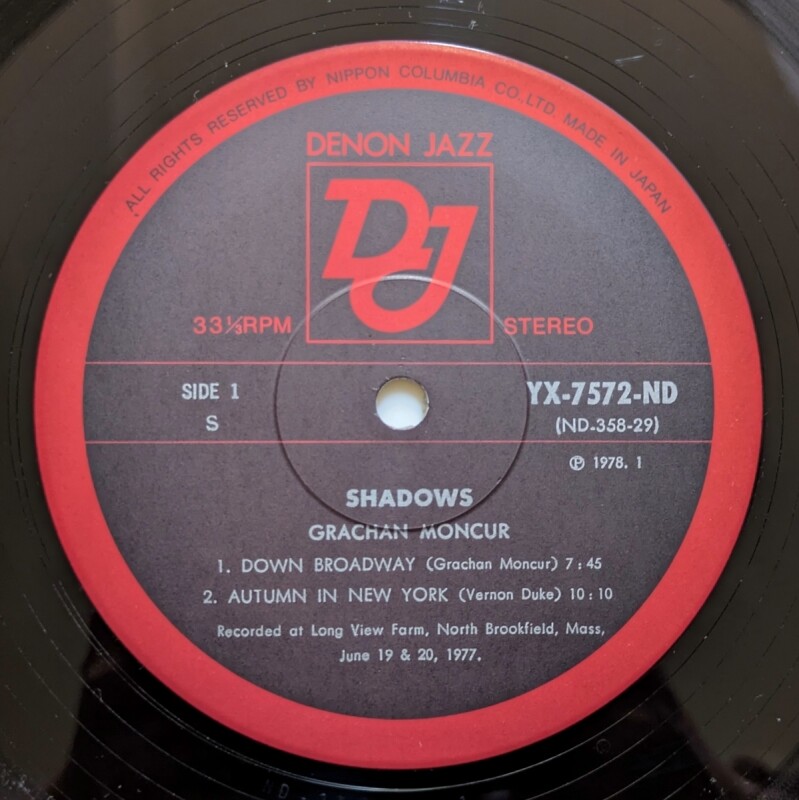 ALL RIGHTS RESERVED BY NIPPON COLUMBIA CO., LTD. MADE IN JAPAN
DENON JAZZ
DJ
33⅓RPM
STEREO
SIDE 1
YX-7572-ND
S
(ND-358-29)
Ⓟ 1978. 1
SHADOWS
GRACHAN MONCUR
1. DOWN BROADWAY (Grachan Moncur) 7:45
2. AUTUMN IN NEW YORK (Vernon Duke) 10:10
Recorded at Long View Farm, North Brookfield, Mass,
June 19 & 20, 1977.